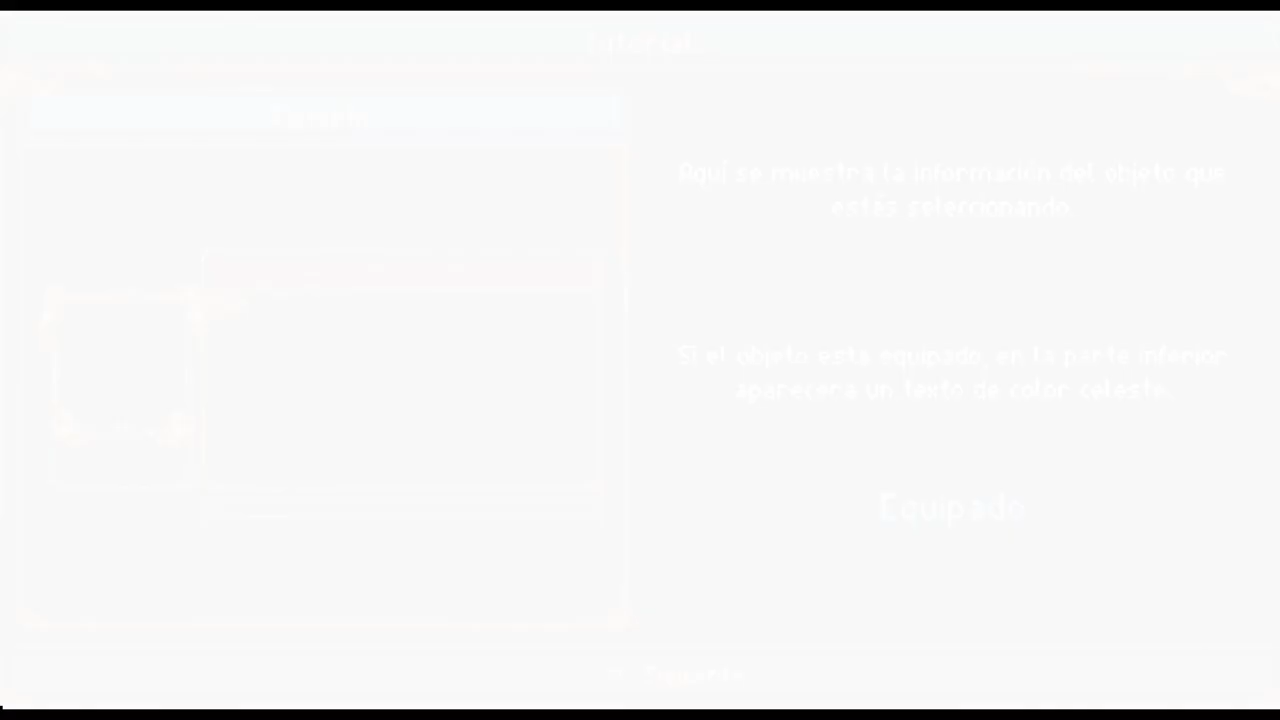 Tutorial
Aquí se muestra la información del objeto que
estás seleccionando.
Si el objeto está equipado, en la parte inferior
aparecerá un texto de color celeste.
Equipado
Siguiente